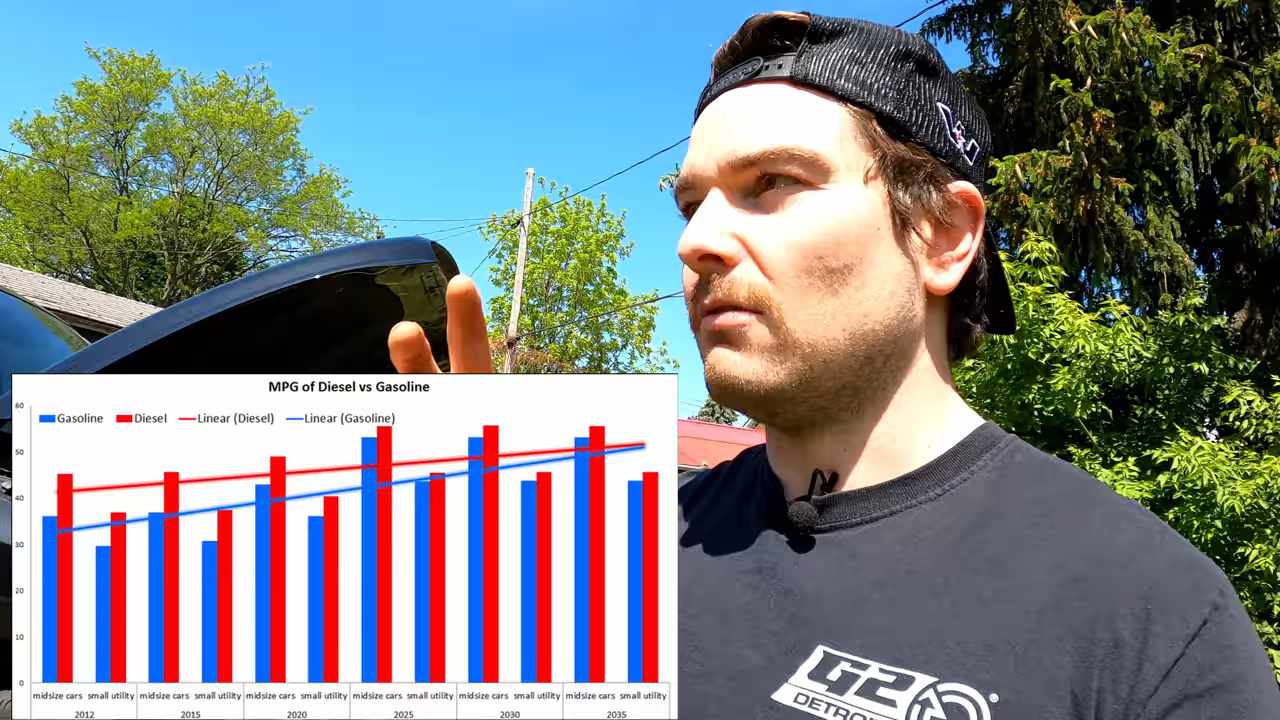 MPG of Diesel vs Gasoline
Gasoline Diesel Linear (Diesel) Linear (Gasoline)
60
50
40
30
20
10
0
midsize cars small utility midsize cars small utility midsize cars small utility midsize cars small utility midsize cars small utility midsize cars small utility
2012 2015 2020 2025 2030 2035
G2